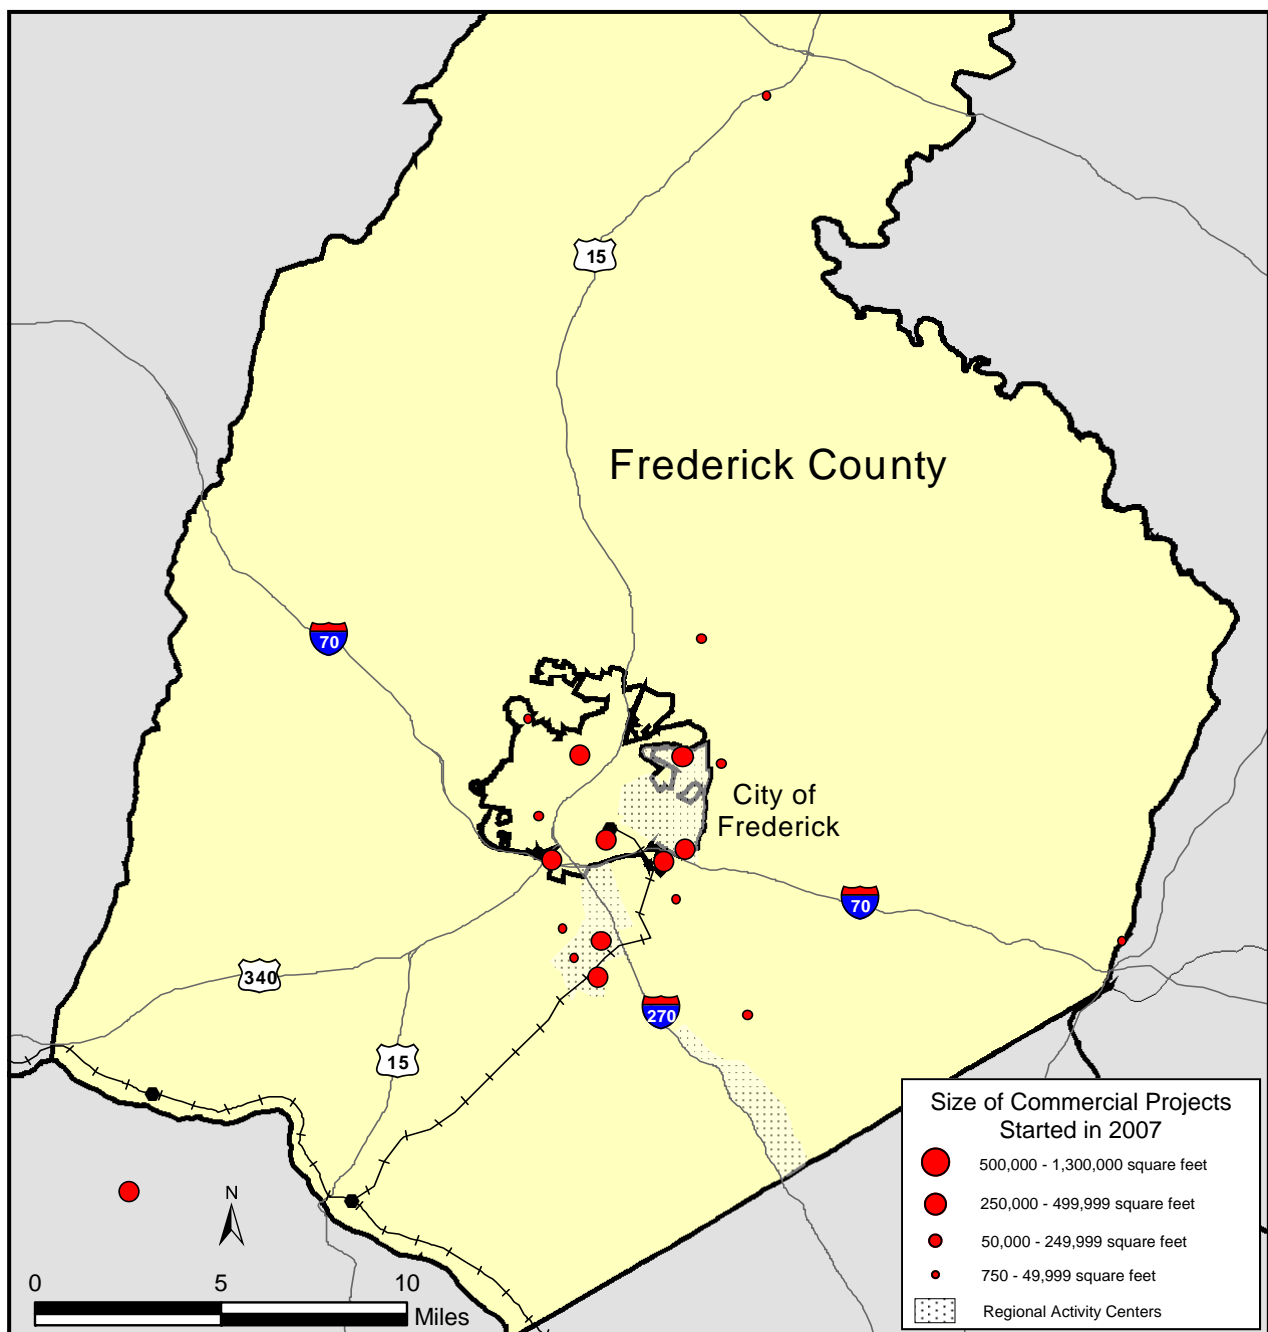 15
Frederick County
70
City of
Frederick
70
340
270
15
Size of Commercial Projects
Started in 2007
500,000 - 1,300,000 square feet
250,000 - 499,999 square feet
50,000 - 249,999 square feet
750 - 49,999 square feet
Regional Activity Centers
N
0 5 10
Miles